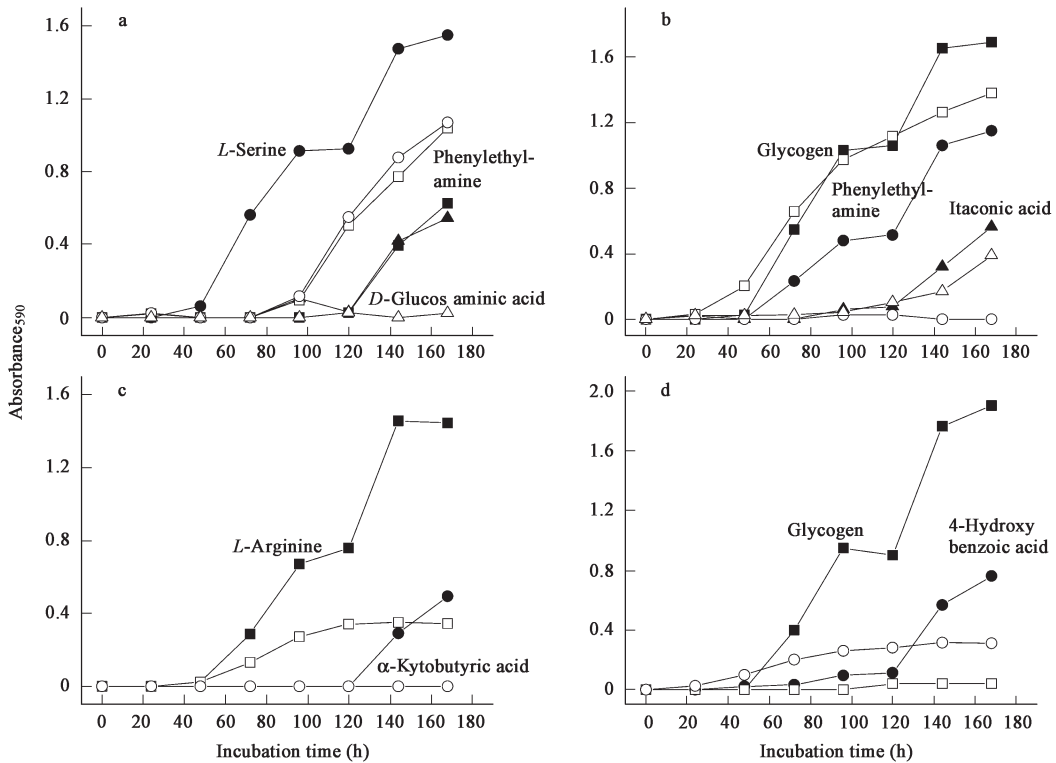 a
1.6
1.2
0.8
0.4
0
L-Serine
Phenylethyl-
amine
D-Glucos aminic acid
0 20 40 60 80 100 120 140 160 180
b
1.6
1.2
0.8
0.4
0
Glycogen
Phenylethyl-
amine
Itaconic acid
0 20 40 60 80 100 120 140 160 180
Absorbance590
c
1.6
1.2
0.8
0.4
0
L-Arginine
α-Kytobutyric acid
0 20 40 60 80 100 120 140 160 180
Incubation time (h)
d
2.0
1.6
1.2
0.8
0.4
0
Glycogen
4-Hydroxy
benzoic acid
0 20 40 60 80 100 120 140 160 180
Incubation time (h)